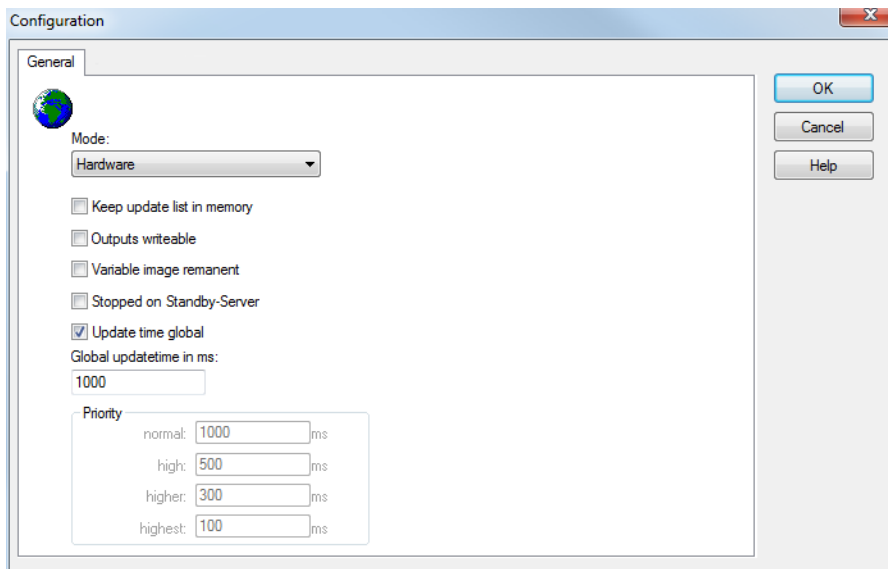 Configuration
General
OK
Mode:
Cancel
Hardware
Help
Keep update list in memory
Outputs writeable
Variable image remanent
Stopped on Standby-Server
Update time global
Global updatetime in ms:
1000
Priority
normal: 1000 ms
high: 500 ms
higher: 300 ms
highest: 100 ms